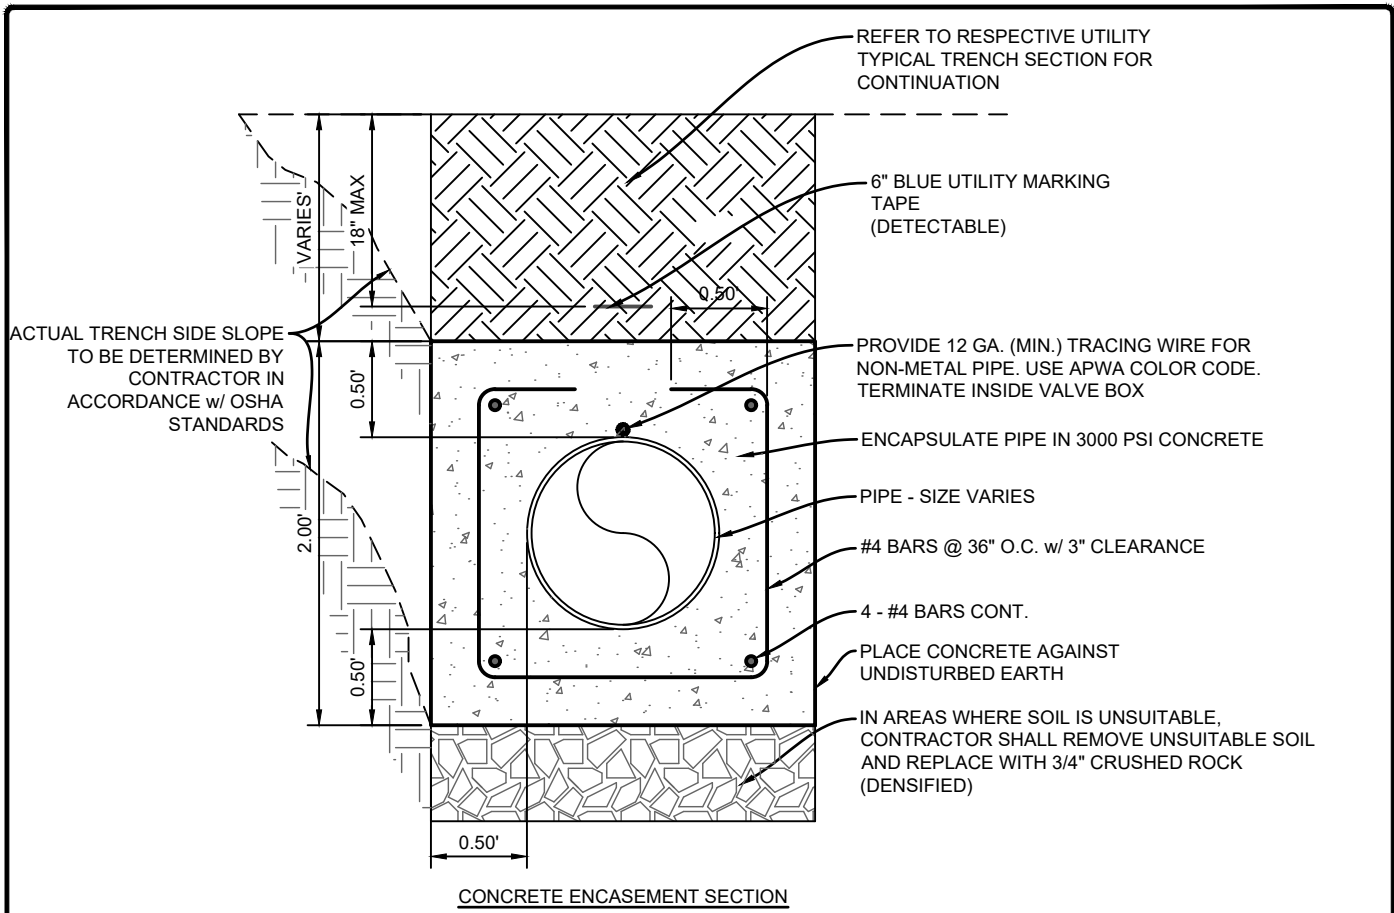 REFER TO RESPECTIVE UTILITY
TYPICAL TRENCH SECTION FOR
CONTINUATION
6" BLUE UTILITY MARKING
TAPE
(DETECTABLE)
VARIES'
18" MAX
0.50'
ACTUAL TRENCH SIDE SLOPE
TO BE DETERMINED BY
CONTRACTOR IN
ACCORDANCE w/ OSHA
STANDARDS
PROVIDE 12 GA. (MIN.) TRACING WIRE FOR
NON-METAL PIPE. USE APWA COLOR CODE.
TERMINATE INSIDE VALVE BOX
0.50'
ENCAPSULATE PIPE IN 3000 PSI CONCRETE
PIPE - SIZE VARIES
2.00'
#4 BARS @ 36" O.C. w/ 3" CLEARANCE
4 - #4 BARS CONT.
0.50'
PLACE CONCRETE AGAINST
UNDISTURBED EARTH
IN AREAS WHERE SOIL IS UNSUITABLE,
CONTRACTOR SHALL REMOVE UNSUITABLE SOIL
AND REPLACE WITH 3/4" CRUSHED ROCK
(DENSIFIED)
0.50'
CONCRETE ENCASEMENT SECTION